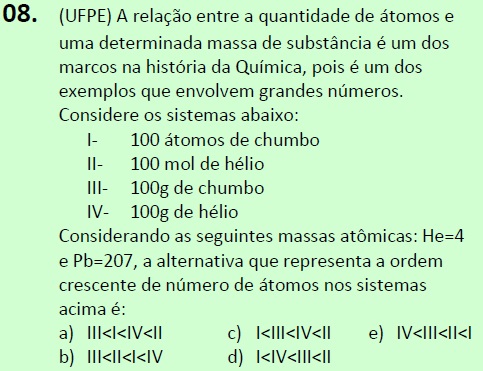 08. (UFPE) A relação entre a quantidade de átomos e
uma determinada massa de substância é um dos
marcos na história da Química, pois é um dos
exemplos que envolvem grandes números.
Considere os sistemas abaixo:
I- 100 átomos de chumbo
II- 100 mol de hélio
III- 100g de chumbo
IV- 100g de hélio
Considerando as seguintes massas atômicas: He=4
e Pb=207, a alternativa que representa a ordem
crescente de número de átomos nos sistemas
acima é:
a) III<I<IV<II c) I<III<IV<II e) IV<III<II<I
b) III<II<I<IV d) I<IV<III<II